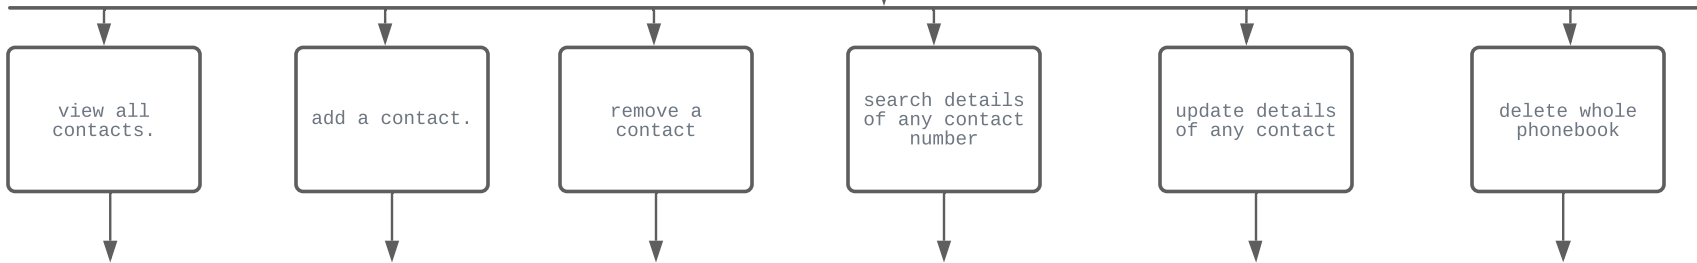 view all
contacts.
add a contact.
remove a
contact
search details
of any contact
number
update details
of any contact
delete whole
phonebook